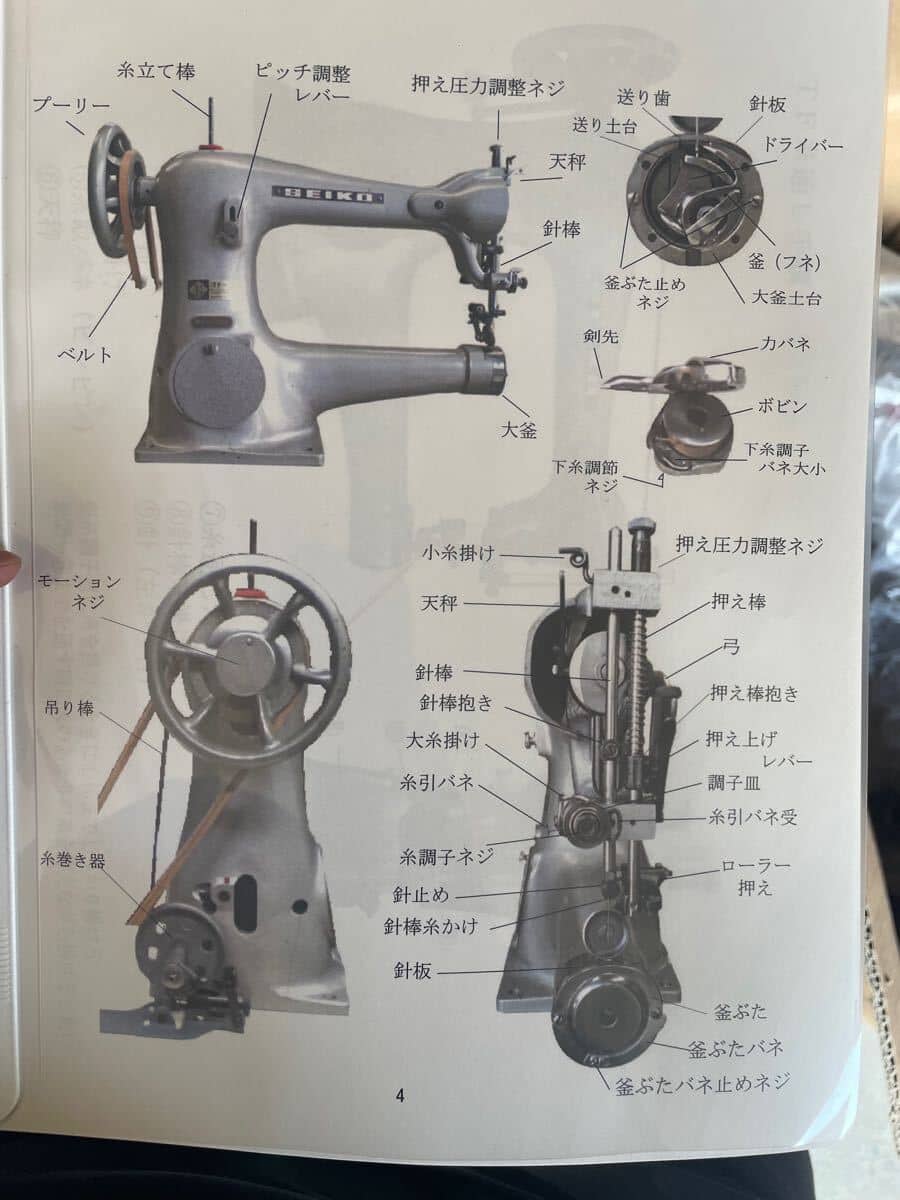 糸立て棒
ピッチ調整
レバー
プーリー
押え圧力調整ネジ
天秤
SEIKO
針棒
ベルト
大釜
送り歯
針板
送り土台
ドライバー
釜（フネ）
釜ぶた止め
ネジ
大釜土台
剣先
力バネ
ボビン
下糸調子
バネ大小
下糸調節
ネジ
モーション
ネジ
吊り棒
糸巻き器
小糸掛け
押え圧力調整ネジ
天秤
押え棒
弓
針棒
針棒抱き
押え棒抱き
大糸掛け
押え上げ
レバー
糸引バネ
調子皿
糸引バネ受
糸調子ネジ
ローラー
押え
針止め
針棒糸かけ
針板
釜ぶた
釜ぶたバネ
釜ぶたバネ止めネジ
4